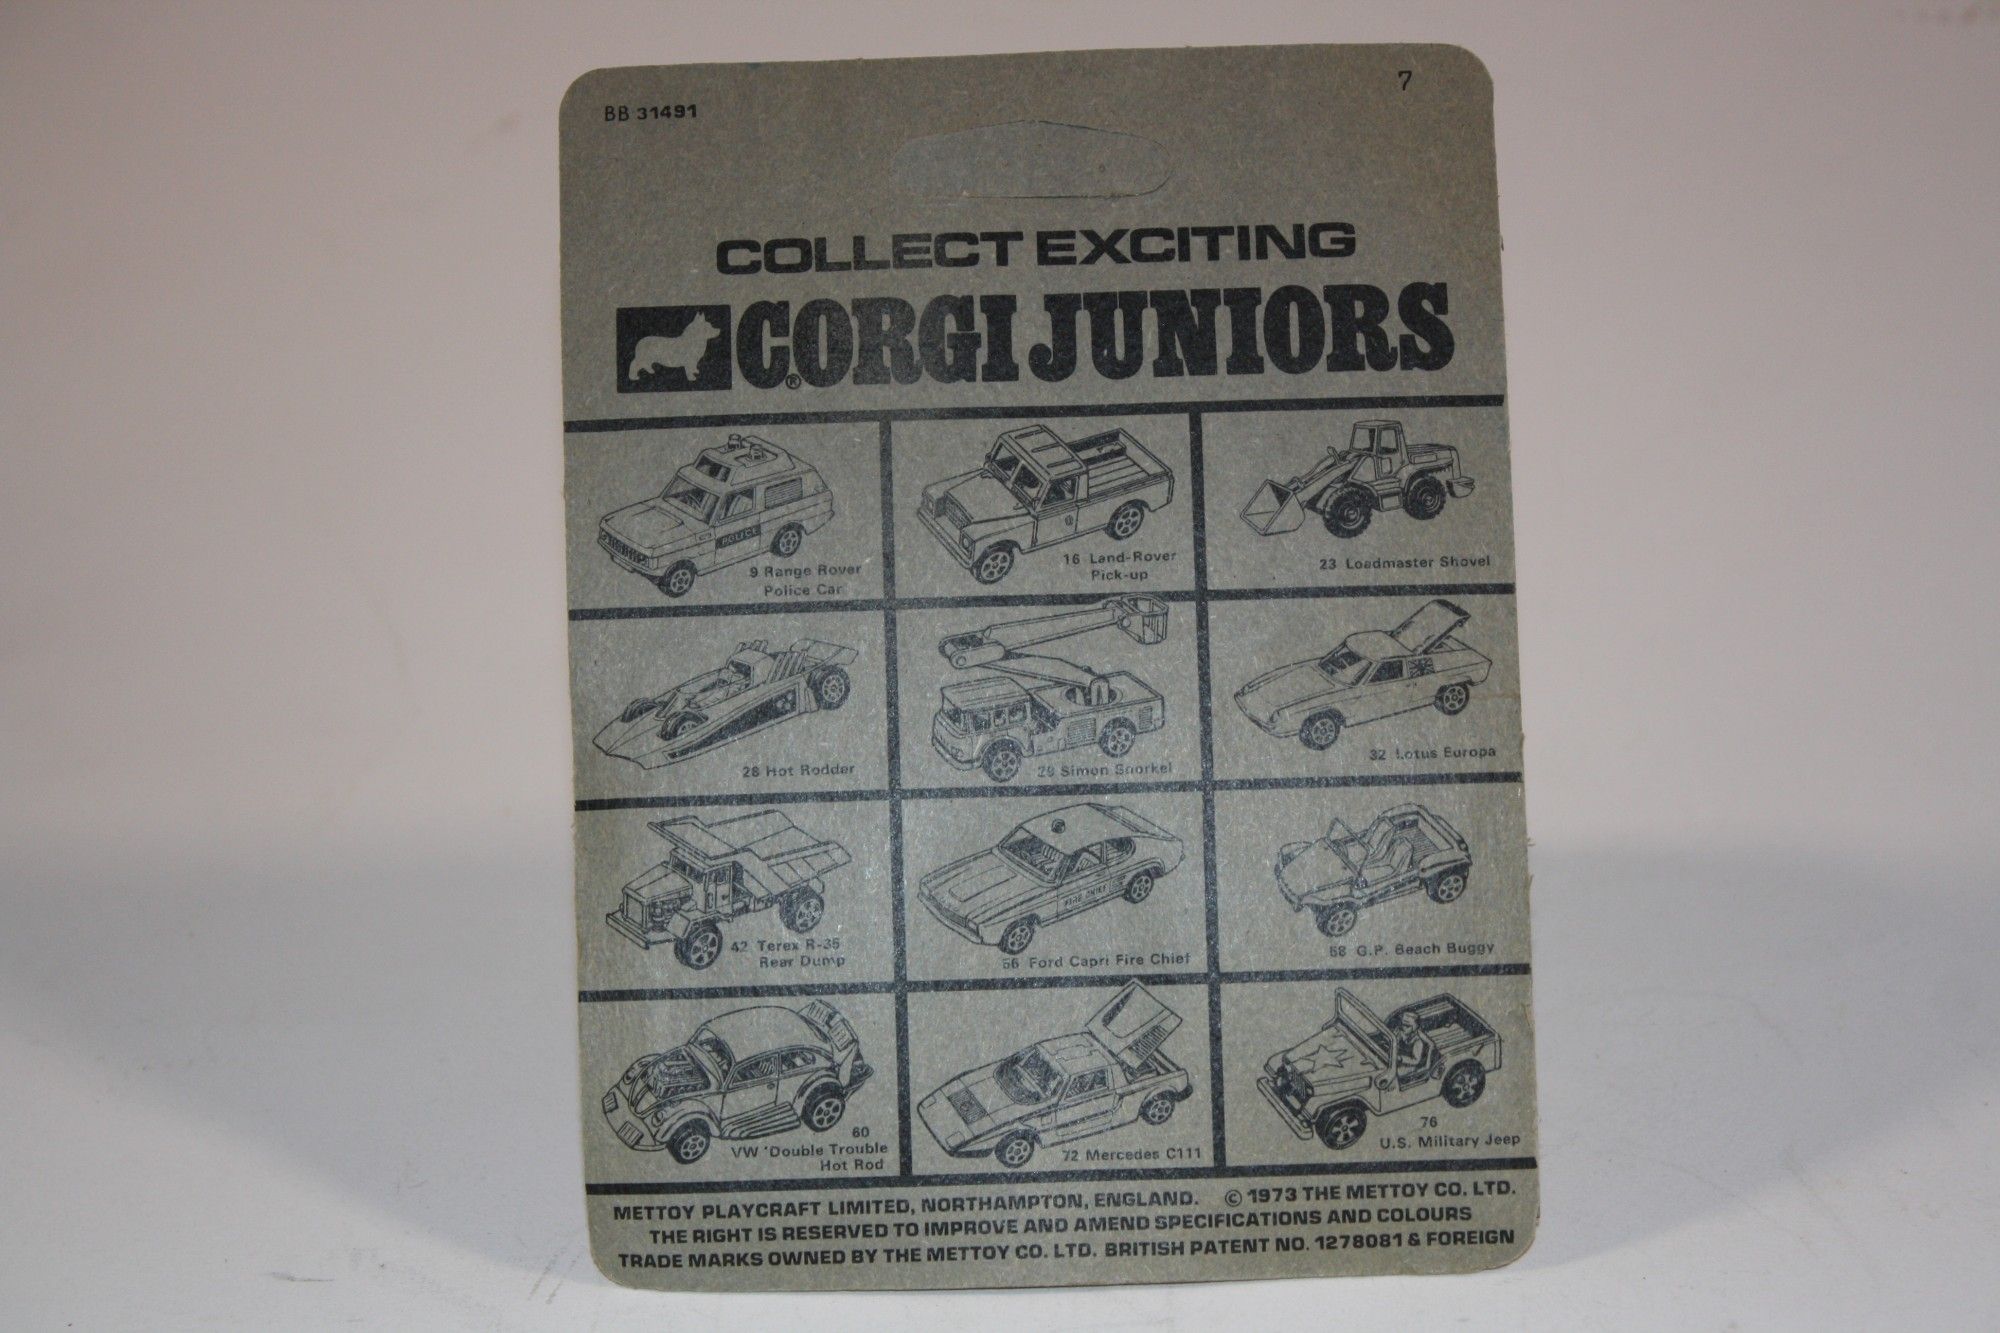 7
BB 31491
COLLECT EXCITING
CORGI JUNIORS
®
POLICE
9 Range Rover
Police Car
16 Land-Rover
Pick-up
23 Loadmaster Shovel
28 Hot Rodder
29 Simon Snorkel
32 Lotus Europa
42 Terex R-35
Rear Dump
FIRE CHIEF
56 Ford Capri Fire Chief
58 G.P. Beach Buggy
60
VW 'Double Trouble
Hot Rod
72 Mercedes C111
76
U.S. Military Jeep
METTOY PLAYCRAFT LIMITED, NORTHAMPTON, ENGLAND. © 1973 THE METTOY CO. LTD.
THE RIGHT IS RESERVED TO IMPROVE AND AMEND SPECIFICATIONS AND COLOURS
TRADE MARKS OWNED BY THE METTOY CO. LTD. BRITISH PATENT NO. 1278081 & FOREIGN